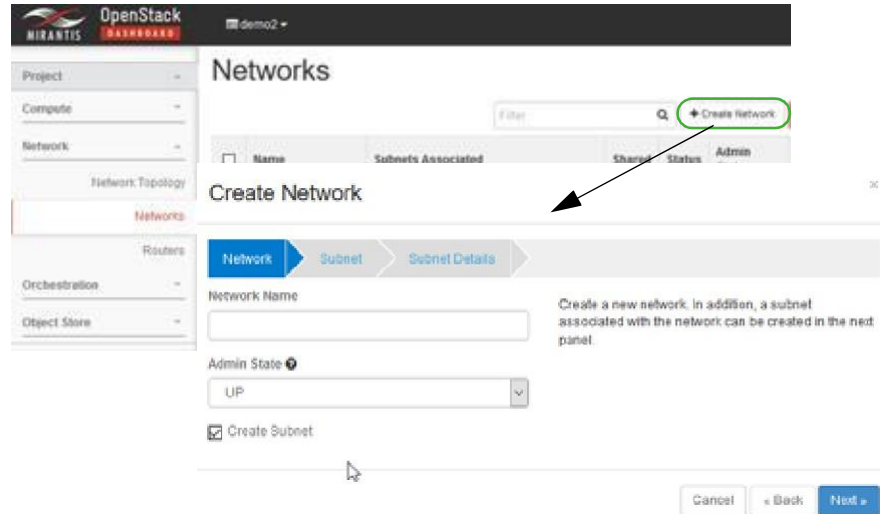 MIRANTIS
OpenStack
DASHBOARD
demo2
Project
Compute
Network
Network Topology
Networks
Routers
Orchestration
Object Store
Networks
Filter
+Create Network
Name Subnets Associated Shared Status Admin
Create Network
×
Network Subnet Subnet Details
Network Name
Create a new network. In addition, a subnet
associated with the network can be created in the next
panel.
Admin State
UP
Create Subnet
Cancel « Back Next »